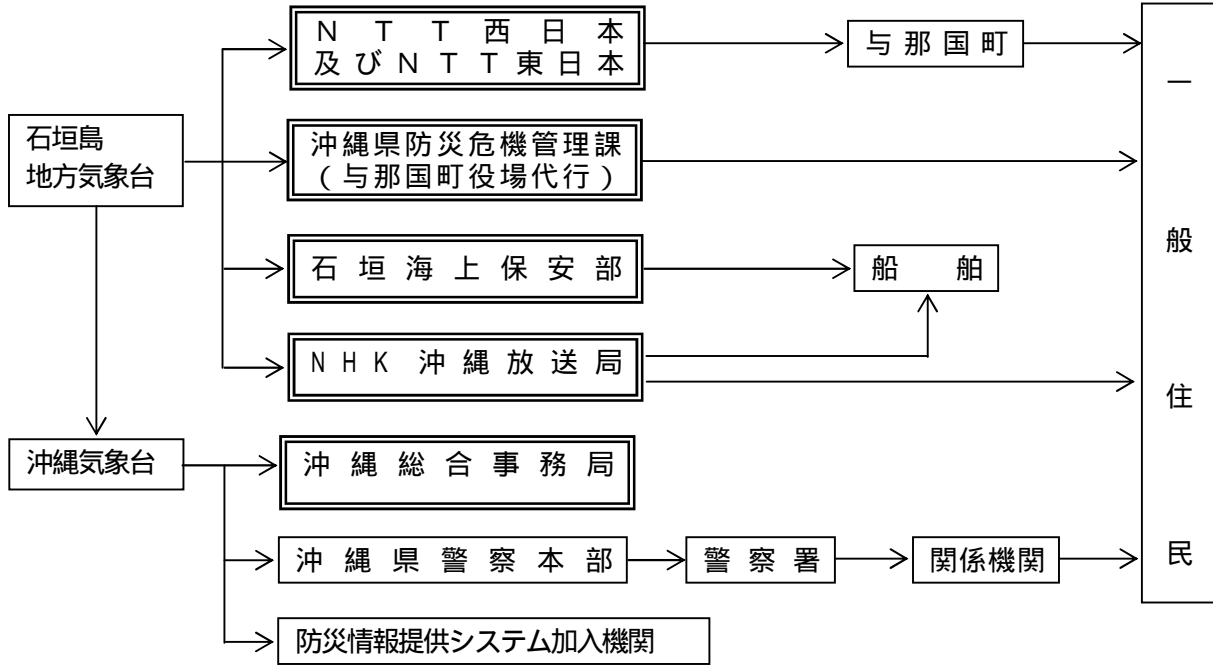 ＮＴＴ西日本
及びＮＴＴ東日本
与那国町
石垣島
地方気象台
沖縄県防災危機管理課
（与那国町役場代行）
石垣海上保安部
船舶
ＮＨＫ沖縄放送局
沖縄気象台
沖縄総合事務局
沖縄県警察本部
警察署
関係機関
防災情報提供システム加入機関
一般住民